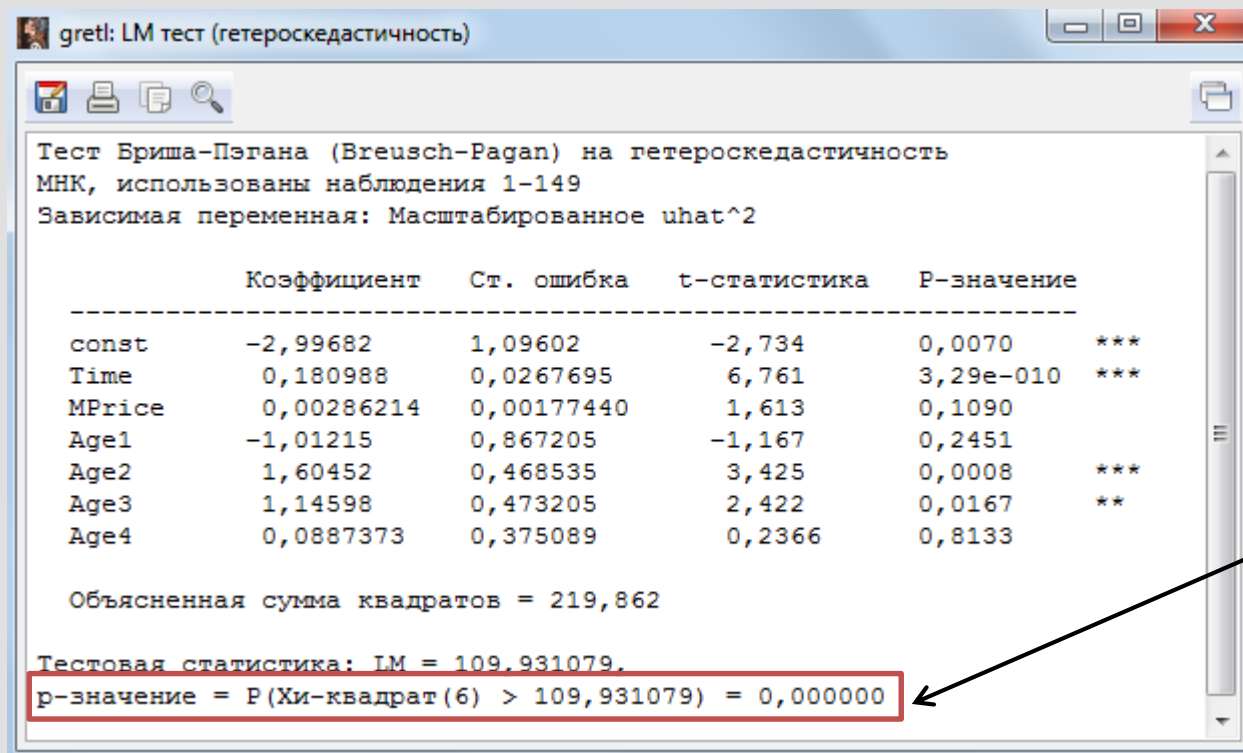 gretl: LM тест (гетероскедастичность)
Тест Бриша-Пэгана (Breusch-Pagan) на гетероскедастичность
МНК, использованы наблюдения 1-149
Зависимая переменная: Масштабированное uhat^2
Коэффициент Ст. ошибка t-статистика P-значение
-----------------------------------------------------------------
const -2,99682 1,09602 -2,734 0,0070 ***
Time 0,180988 0,0267695 6,761 3,29e-010 ***
MPrice 0,00286214 0,00177440 1,613 0,1090
Age1 -1,01215 0,867205 -1,167 0,2451
Age2 1,60452 0,468535 3,425 0,0008 ***
Age3 1,14598 0,473205 2,422 0,0167 **
Age4 0,0887373 0,375089 0,2366 0,8133
Объясненная сумма квадратов = 219,862
Тестовая статистика: LM = 109,931079,
р-значение = P(Хи-квадрат(6) > 109,931079) = 0,000000